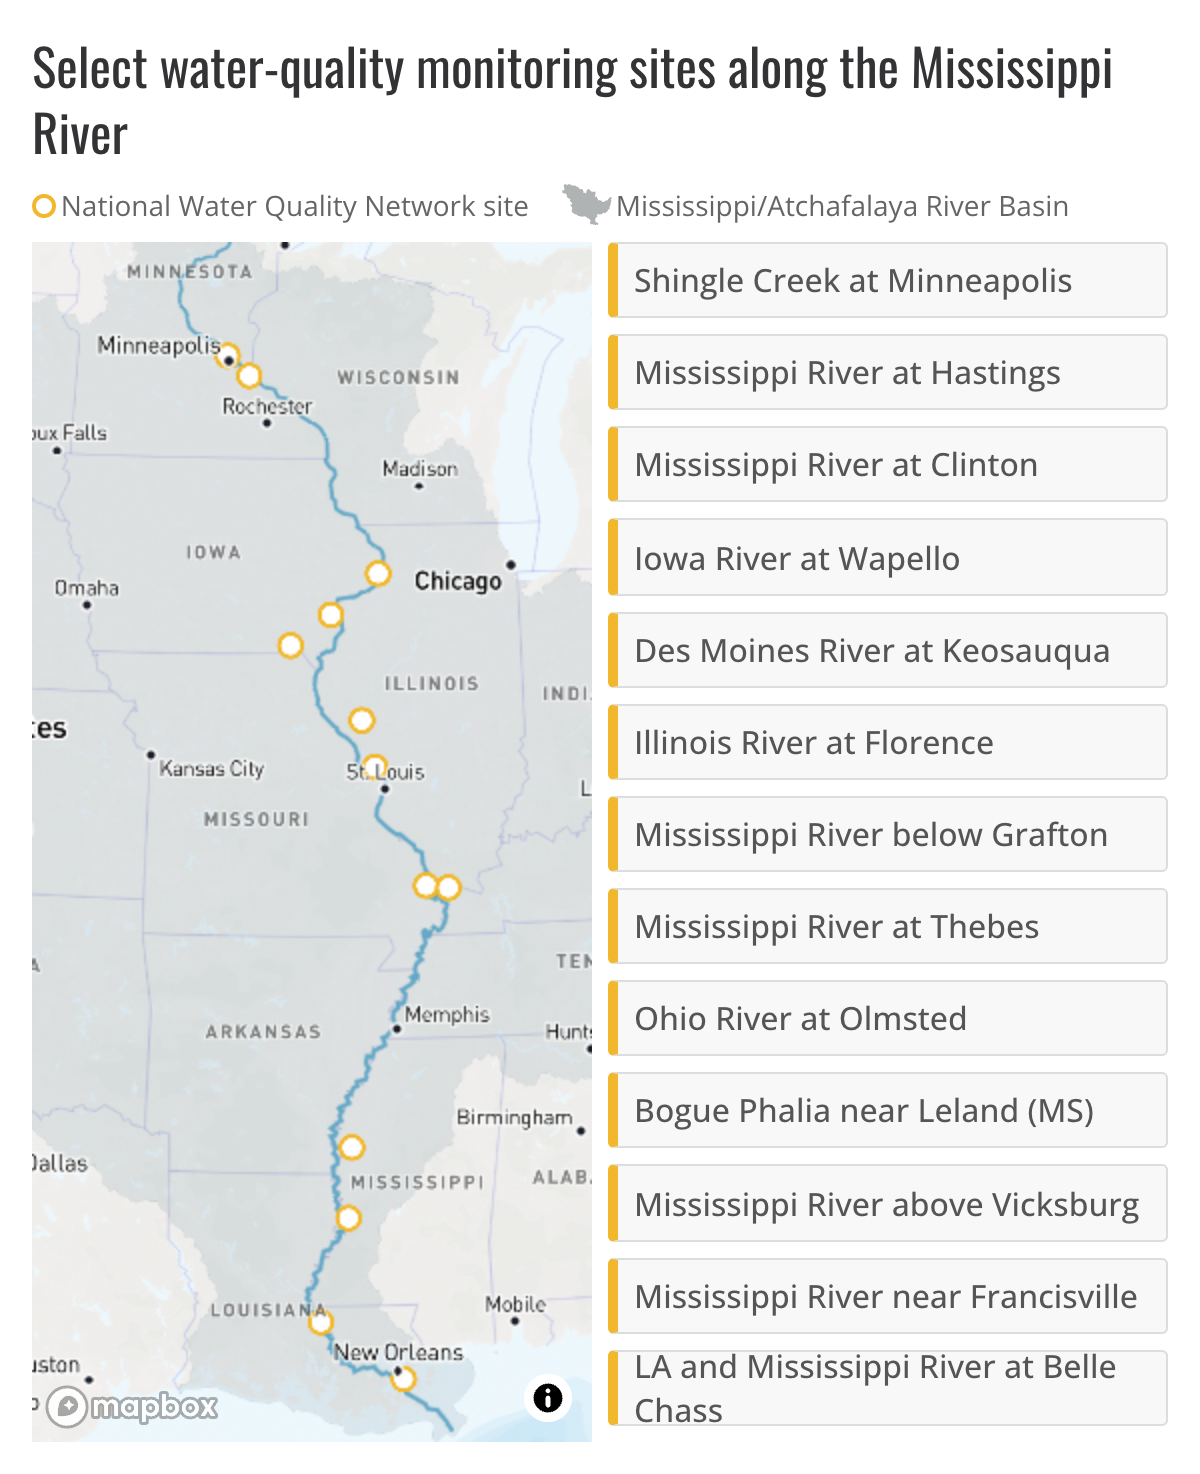 Select water-quality monitoring sites along the Mississippi
River
National Water Quality Network site
Mississippi/Atchafalaya River Basin
MINNESOTA
Minneapolis
WISCONSIN
Rochester
oux Falls
Madison
IOWA
Chicago
Omaha
ILLINOIS
INDI
tes
Kansas City
St. Louis
L
MISSOURI
TEN
A
Memphis
ARKANSAS
Hunts
Birmingham
Dallas
MISSISSIPPI
ALAB.
LOUISIANA
Mobile
New Orleans
uston
mapbox
Shingle Creek at Minneapolis
Mississippi River at Hastings
Mississippi River at Clinton
Iowa River at Wapello
Des Moines River at Keosauqua
Illinois River at Florence
Mississippi River below Grafton
Mississippi River at Thebes
Ohio River at Olmsted
Bogue Phalia near Leland (MS)
Mississippi River above Vicksburg
Mississippi River near Francisville
LA and Mississippi River at Belle
Chass